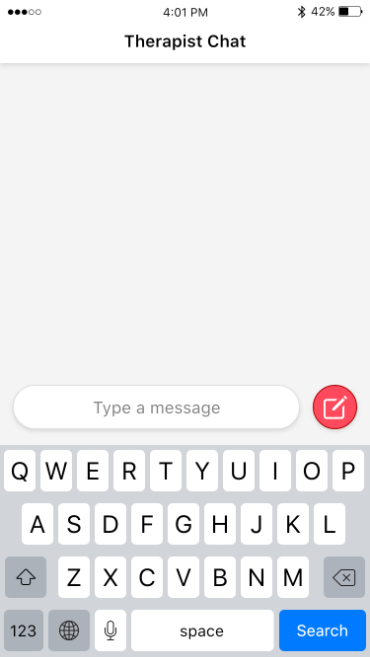 4:01 PM 42%
Therapist Chat
Type a message
Q W E R T Y U I O P
A S D F G H J K L
Z X C V B N M
123 space Search